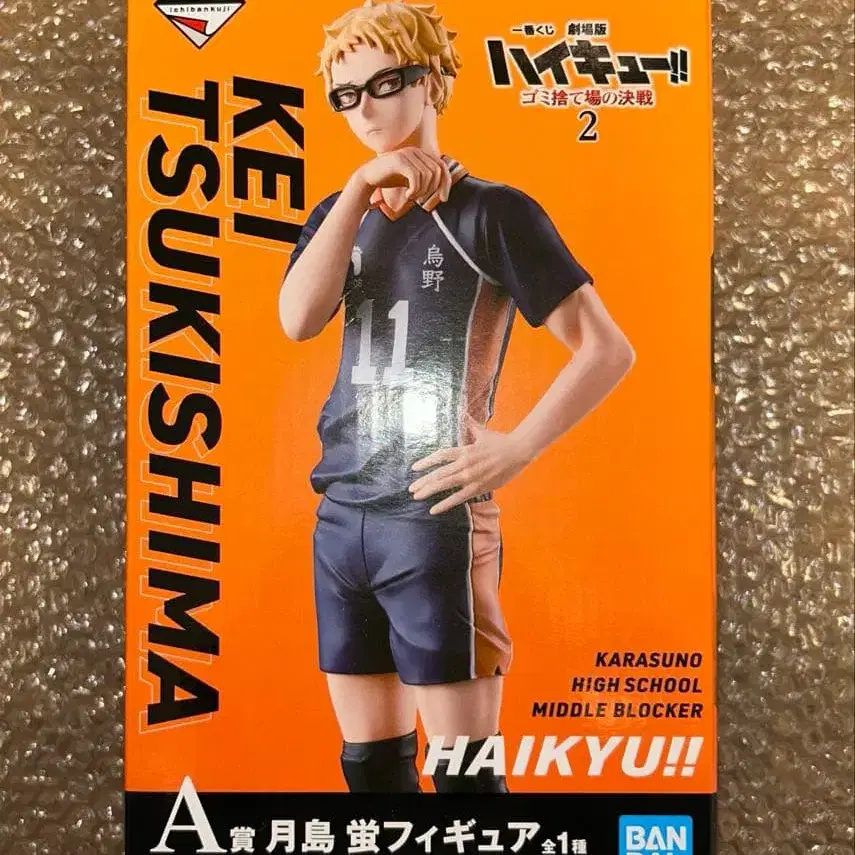 ichibankuji
一番くじ 劇場版
ハイキュー!!
ゴミ捨て場の決戦
2
KEI
TSUKISHIMA
烏野
11
KARASUNO
HIGH SCHOOL
MIDDLE BLOCKER
HAIKYU!!
A賞 月島 蛍フィギュア 全1種
BAN